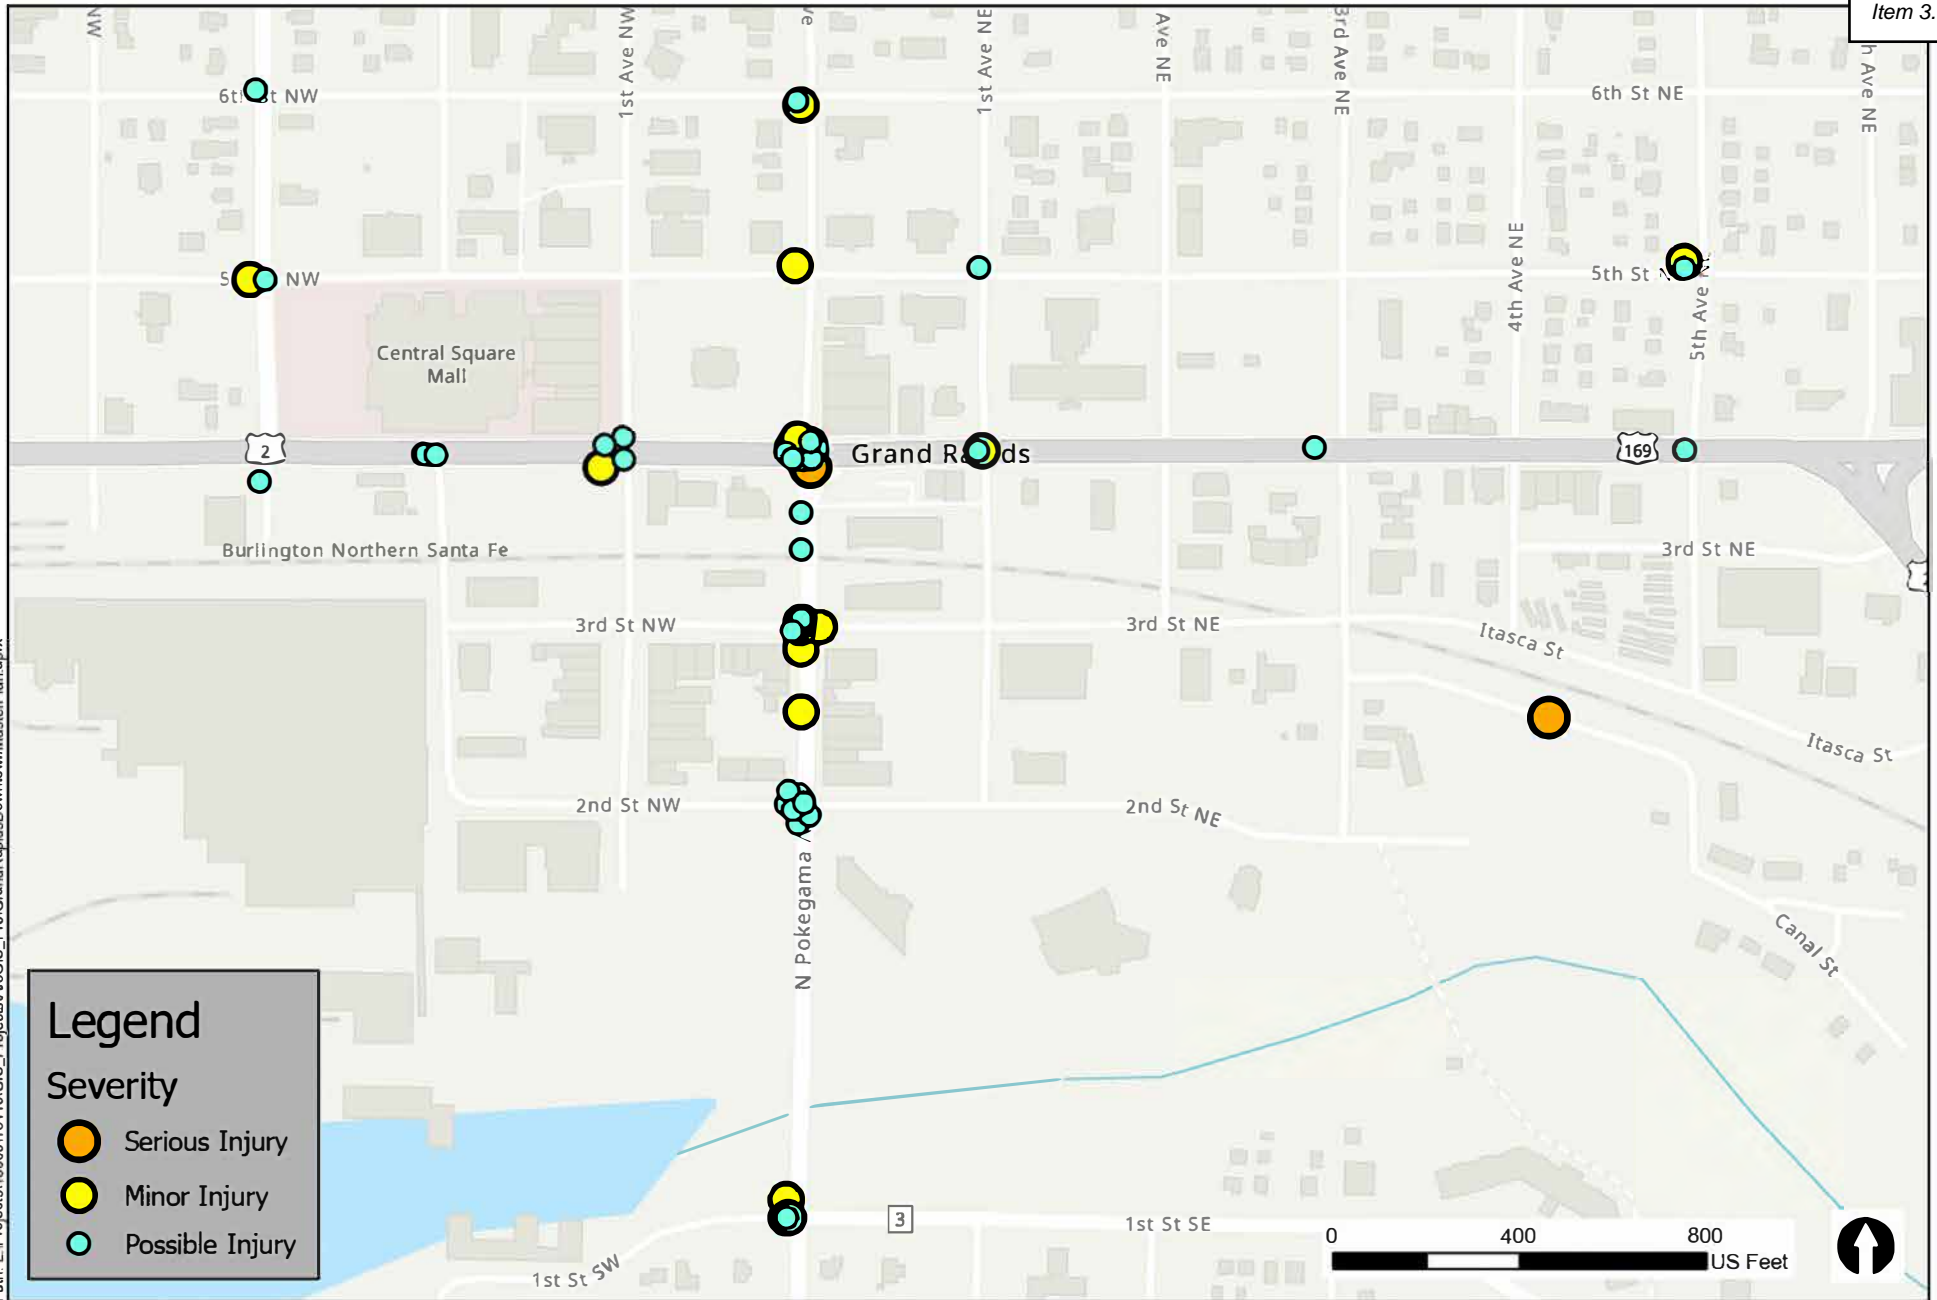 Item 3.
NW
1st Ave NW
ve
1st Ave NE
Ave NE
3rd Ave NE
h Ave NE
6th St NW
6th St NE
4th Ave NE
5th Ave
5
NW
5th St
Central Square
Mall
2
Grand Rapids
169
Burlington Northern Santa Fe
3rd St NE
3rd St NW
3rd St NE
Itasca St
Itasca St
2nd St NW
2nd St NE
N Pokegama
Canal St
Legend
Severity
Serious Injury
Minor Injury
Possible Injury
3
1st St SE
1st St SW
0 400 800
US Feet